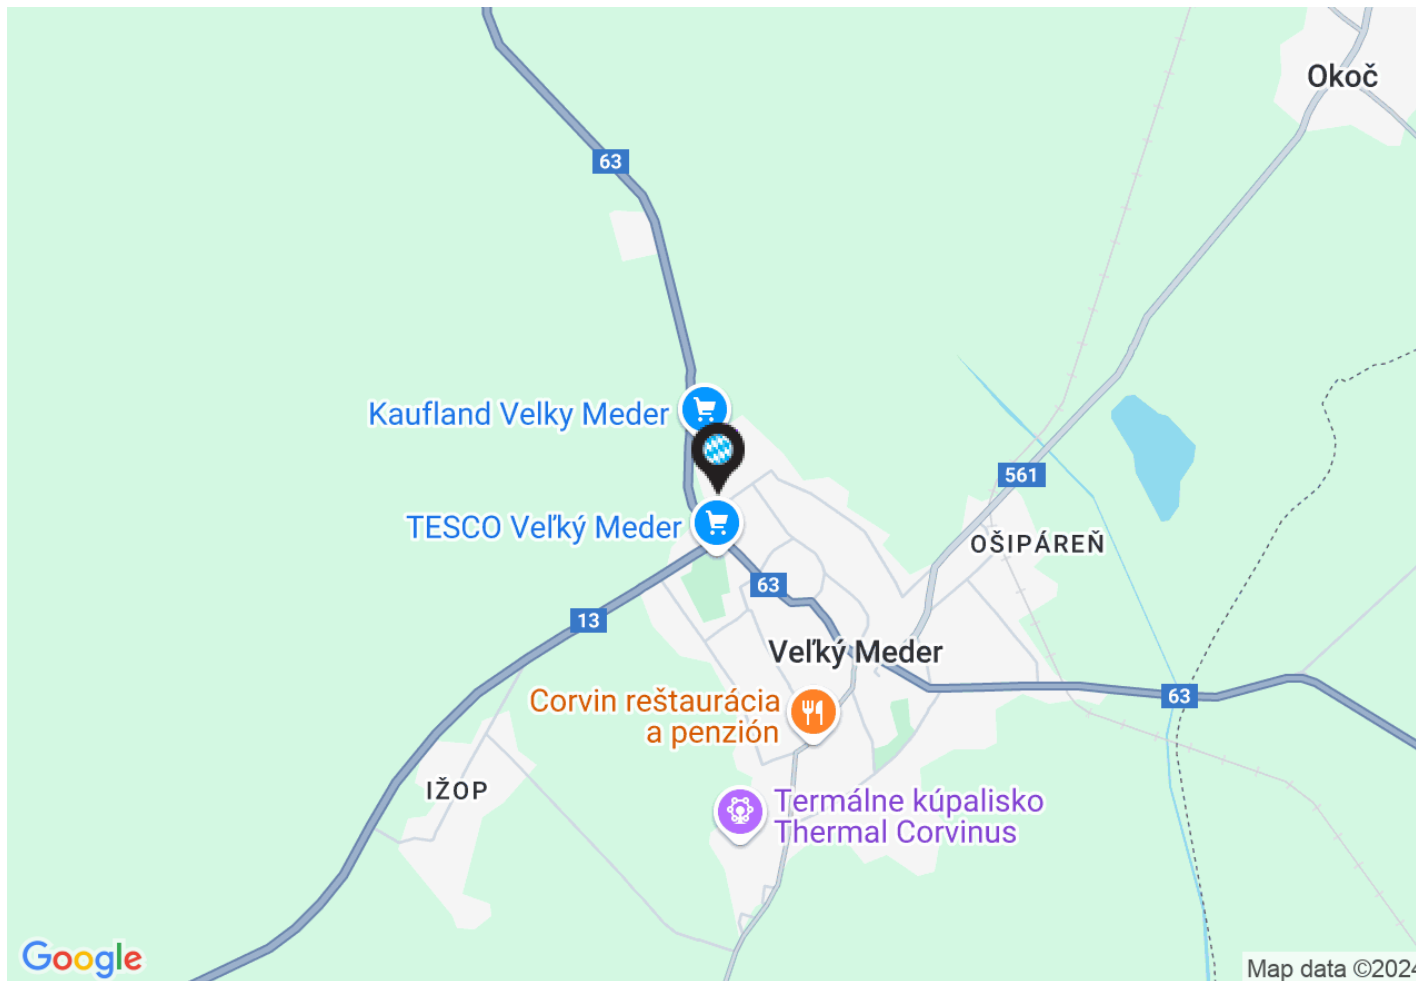 Okoč
63
Kaufland Velky Meder
561
TESCO Veľký Meder
OŠIPÁREŇ
63
13
Veľký Meder
63
Corvin reštaurácia
a penzión
IŽOP
Termálne kúpalisko
Thermal Corvinus
Google
Map data ©2024